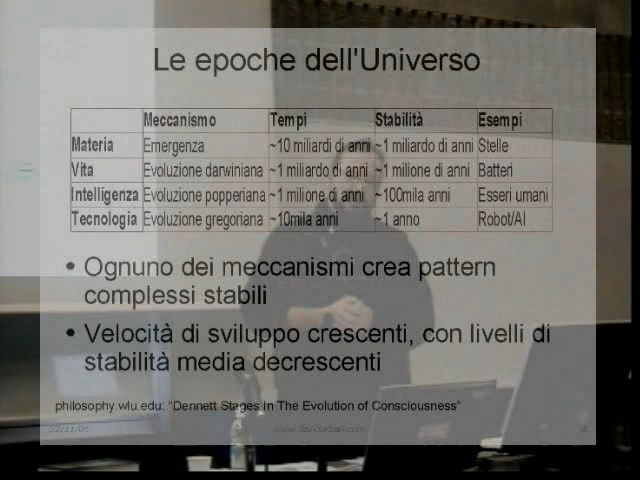 Le epoche dell'Universo
Meccanismo Tempi Stabilità Esempi
Materia Emergenza ~10 miliardi di anni ~1 miliardo di anni Stelle
Vita Evoluzione darwiniana ~1 miliardo di anni ~1 milione di anni Batteri
Intelligenza Evoluzione popperiana ~1 milione di anni ~100mila anni Esseri umani
Tecnologia Evoluzione gregoriana ~10mila anni ~1 anno Robot/AI
• Ognuno dei meccanismi crea pattern
complessi stabili
• Velocità di sviluppo crescenti, con livelli di
stabilità media decrescenti
philosophy.wlu.edu: "Dennett Stages In The Evolution of Consciousness"